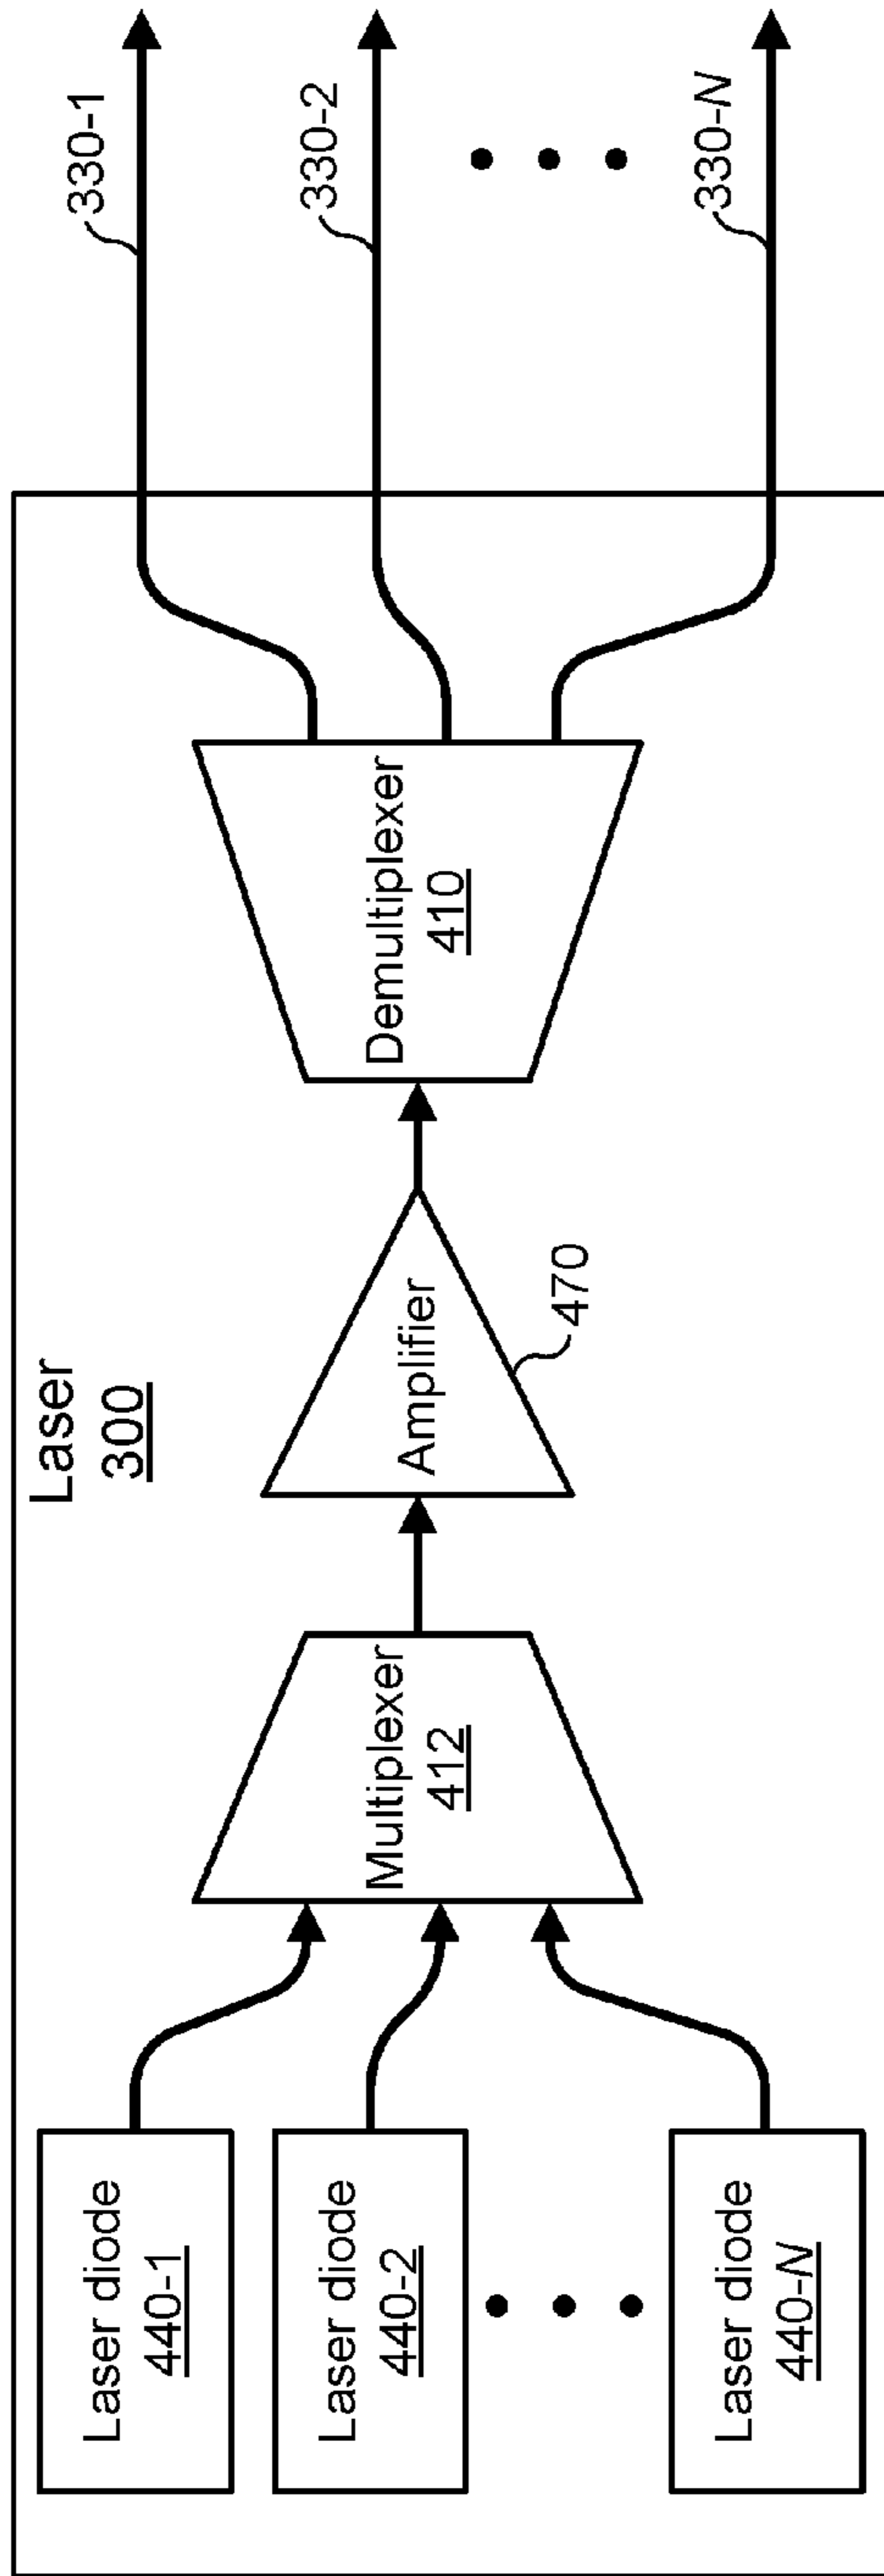 Laser
300
Laser diode
440-1
Laser diode
440-2
Laser diode
440-N
Multiplexer
412
Amplifier
470
Demultiplexer
410
330-1
330-2
330-N